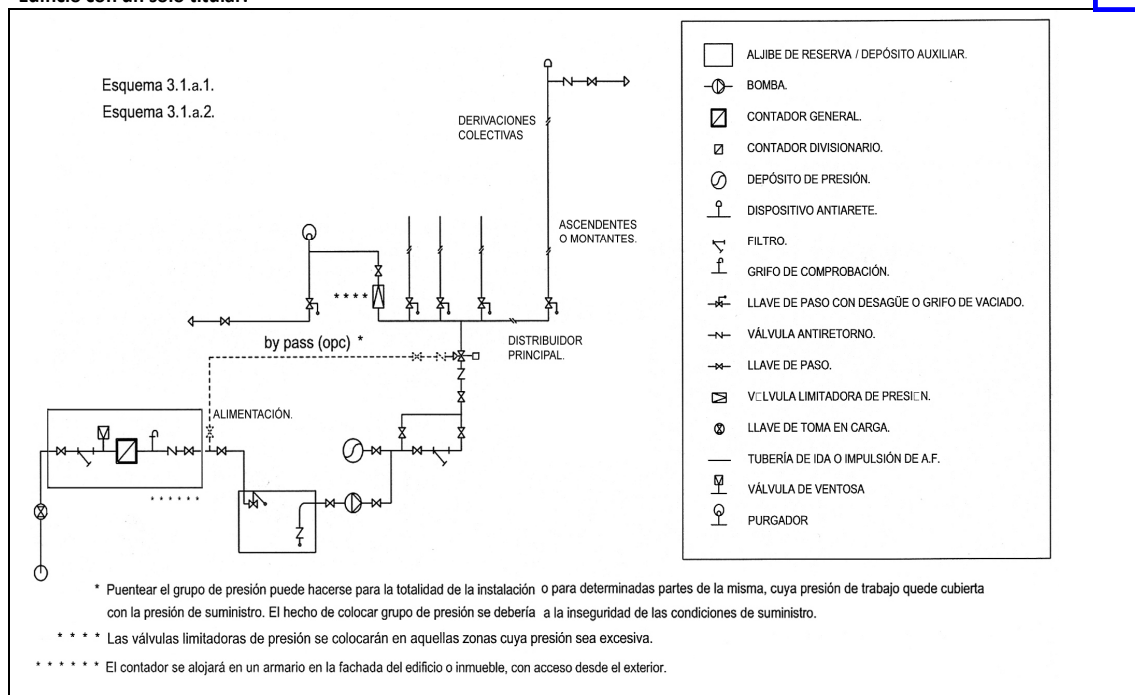 Edificio con un solo titular:
Esquema 3.1.a.1.
Esquema 3.1.a.2.
DERIVACIONES
COLECTIVAS
ASCENDENTES
O MONTANTES.
* * * *
by pass (opc) *
DISTRIBUIDOR
PRINCIPAL.
ALIMENTACIÓN.
* * * * * *
ALJIBE DE RESERVA / DEPÓSITO AUXILIAR.
BOMBA.
CONTADOR GENERAL.
CONTADOR DIVISIONARIO.
DEPÓSITO DE PRESIÓN.
DISPOSITIVO ANTIARETE.
FILTRO.
GRIFO DE COMPROBACIÓN.
LLAVE DE PASO CON DESAGÜE O GRIFO DE VACIADO.
VÁLVULA ANTIRETORNO.
LLAVE DE PASO.
V□LVULA LIMITADORA DE PRESI□N.
LLAVE DE TOMA EN CARGA.
TUBERÍA DE IDA O IMPULSIÓN DE A.F.
VÁLVULA DE VENTOSA
PURGADOR
* Puentear el grupo de presión puede hacerse para la totalidad de la instalación o para determinadas partes de la misma, cuya presión de trabajo quede cubierta
con la presión de suministro. El hecho de colocar grupo de presión se debería a la inseguridad de las condiciones de suministro.
* * * * Las válvulas limitadoras de presión se colocarán en aquellas zonas cuya presión sea excesiva.
* * * * * * El contador se alojará en un armario en la fachada del edificio o inmueble, con acceso desde el exterior.